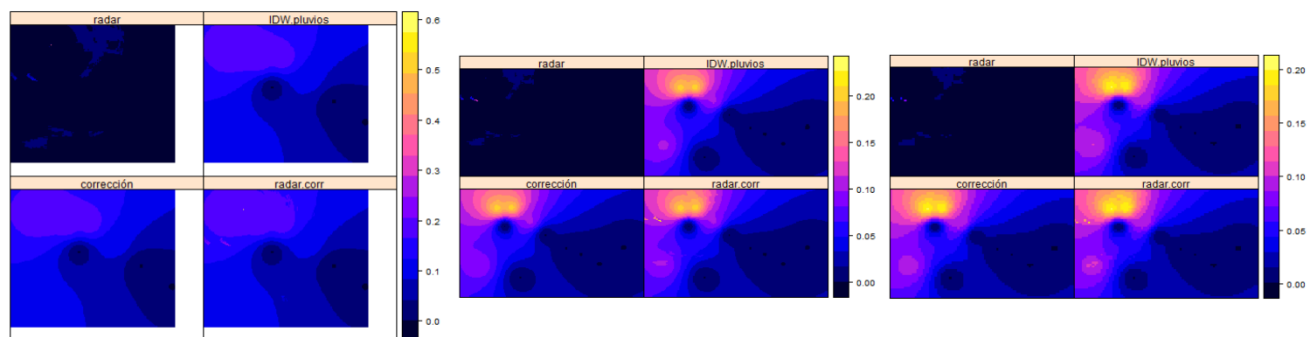 radar
IDW.pluvios
corrección
radar.corr
0.6
0.5
0.4
0.3
0.2
0.1
0.0
radar
IDW.pluvios
corrección
radar.corr
0.20
0.15
0.10
0.05
0.00
radar
IDW.pluvios
corrección
radar.corr
0.20
0.15
0.10
0.05
0.00